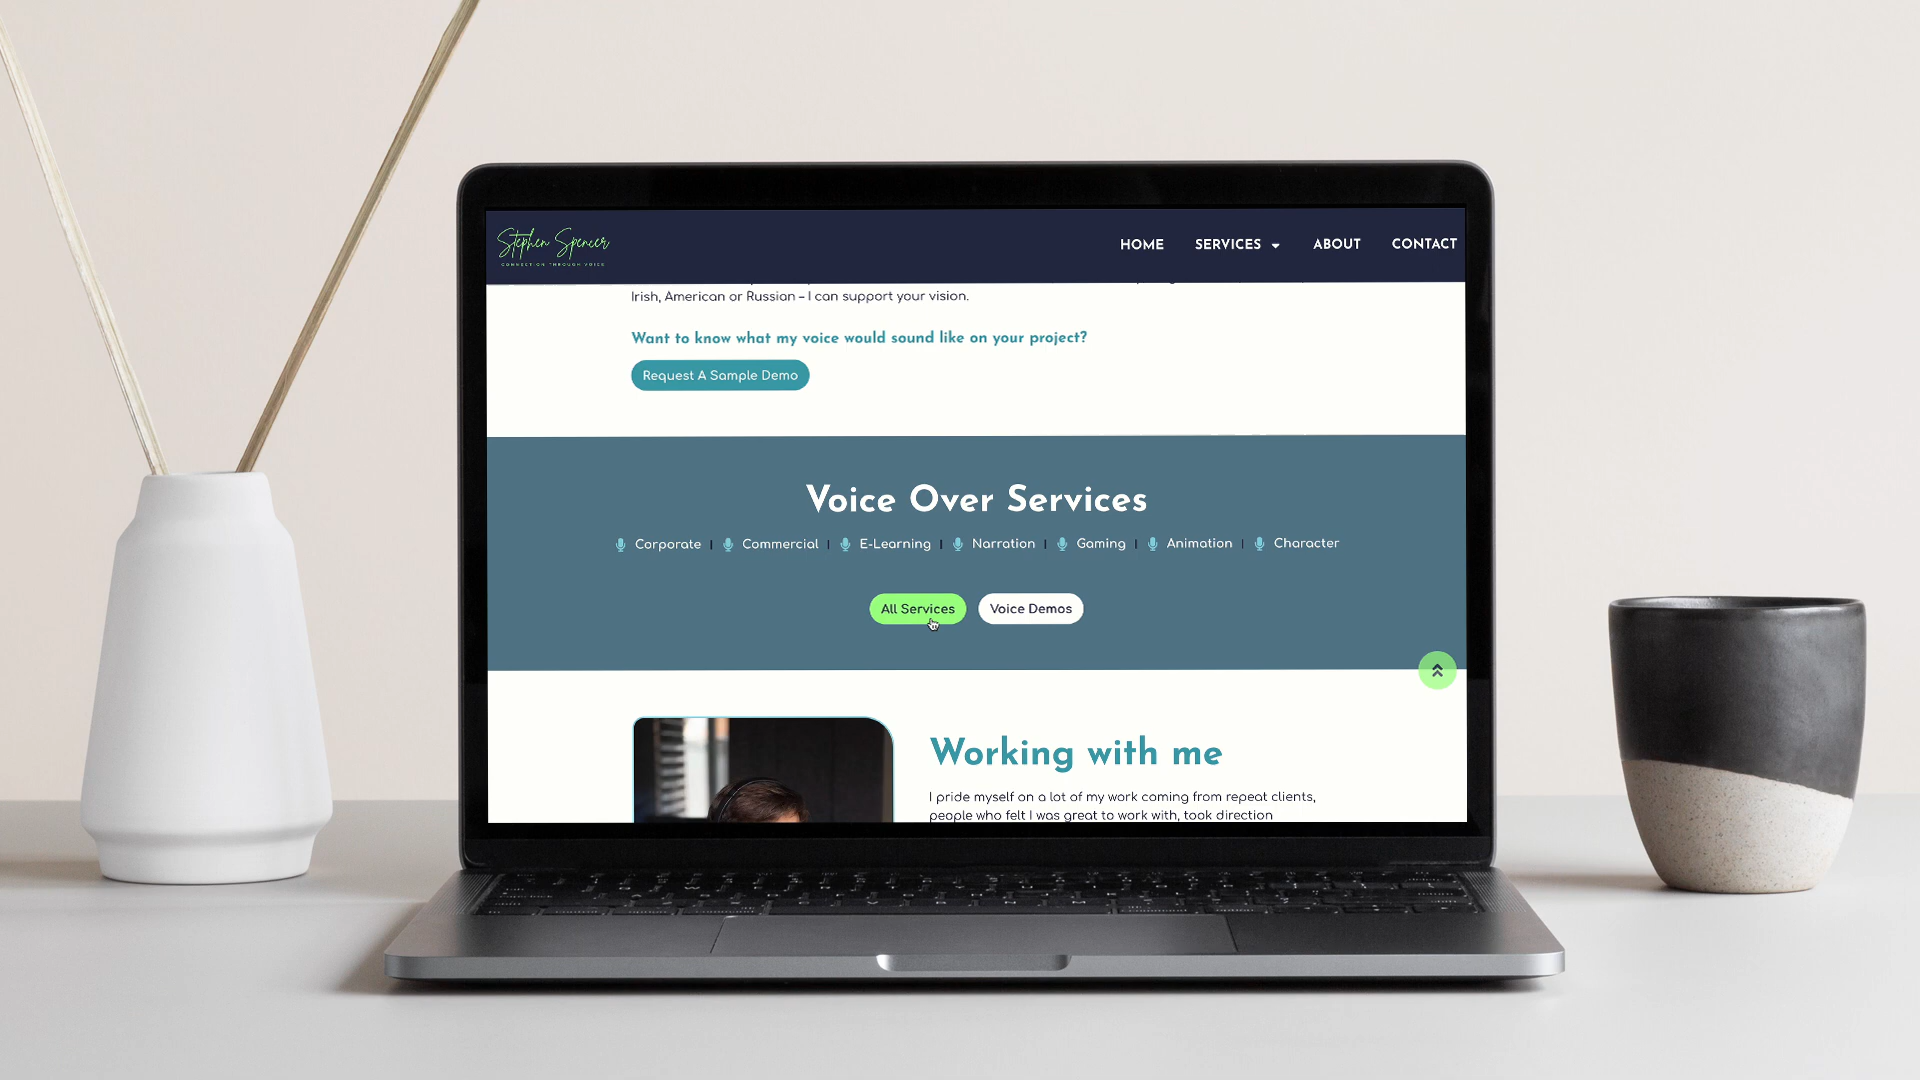 Stephen Spencer
CONNECTION THROUGH VOICE
HOME SERVICES ABOUT CONTACT
Irish, American or Russian – I can support your vision.
Want to know what my voice would sound like on your project?
Request A Sample Demo
Voice Over Services
Corporate | Commercial | E-Learning | Narration | Gaming | Animation | Character
All Services Voice Demos
Working with me
I pride myself on a lot of my work coming from repeat clients,
people who felt I was great to work with, took direction